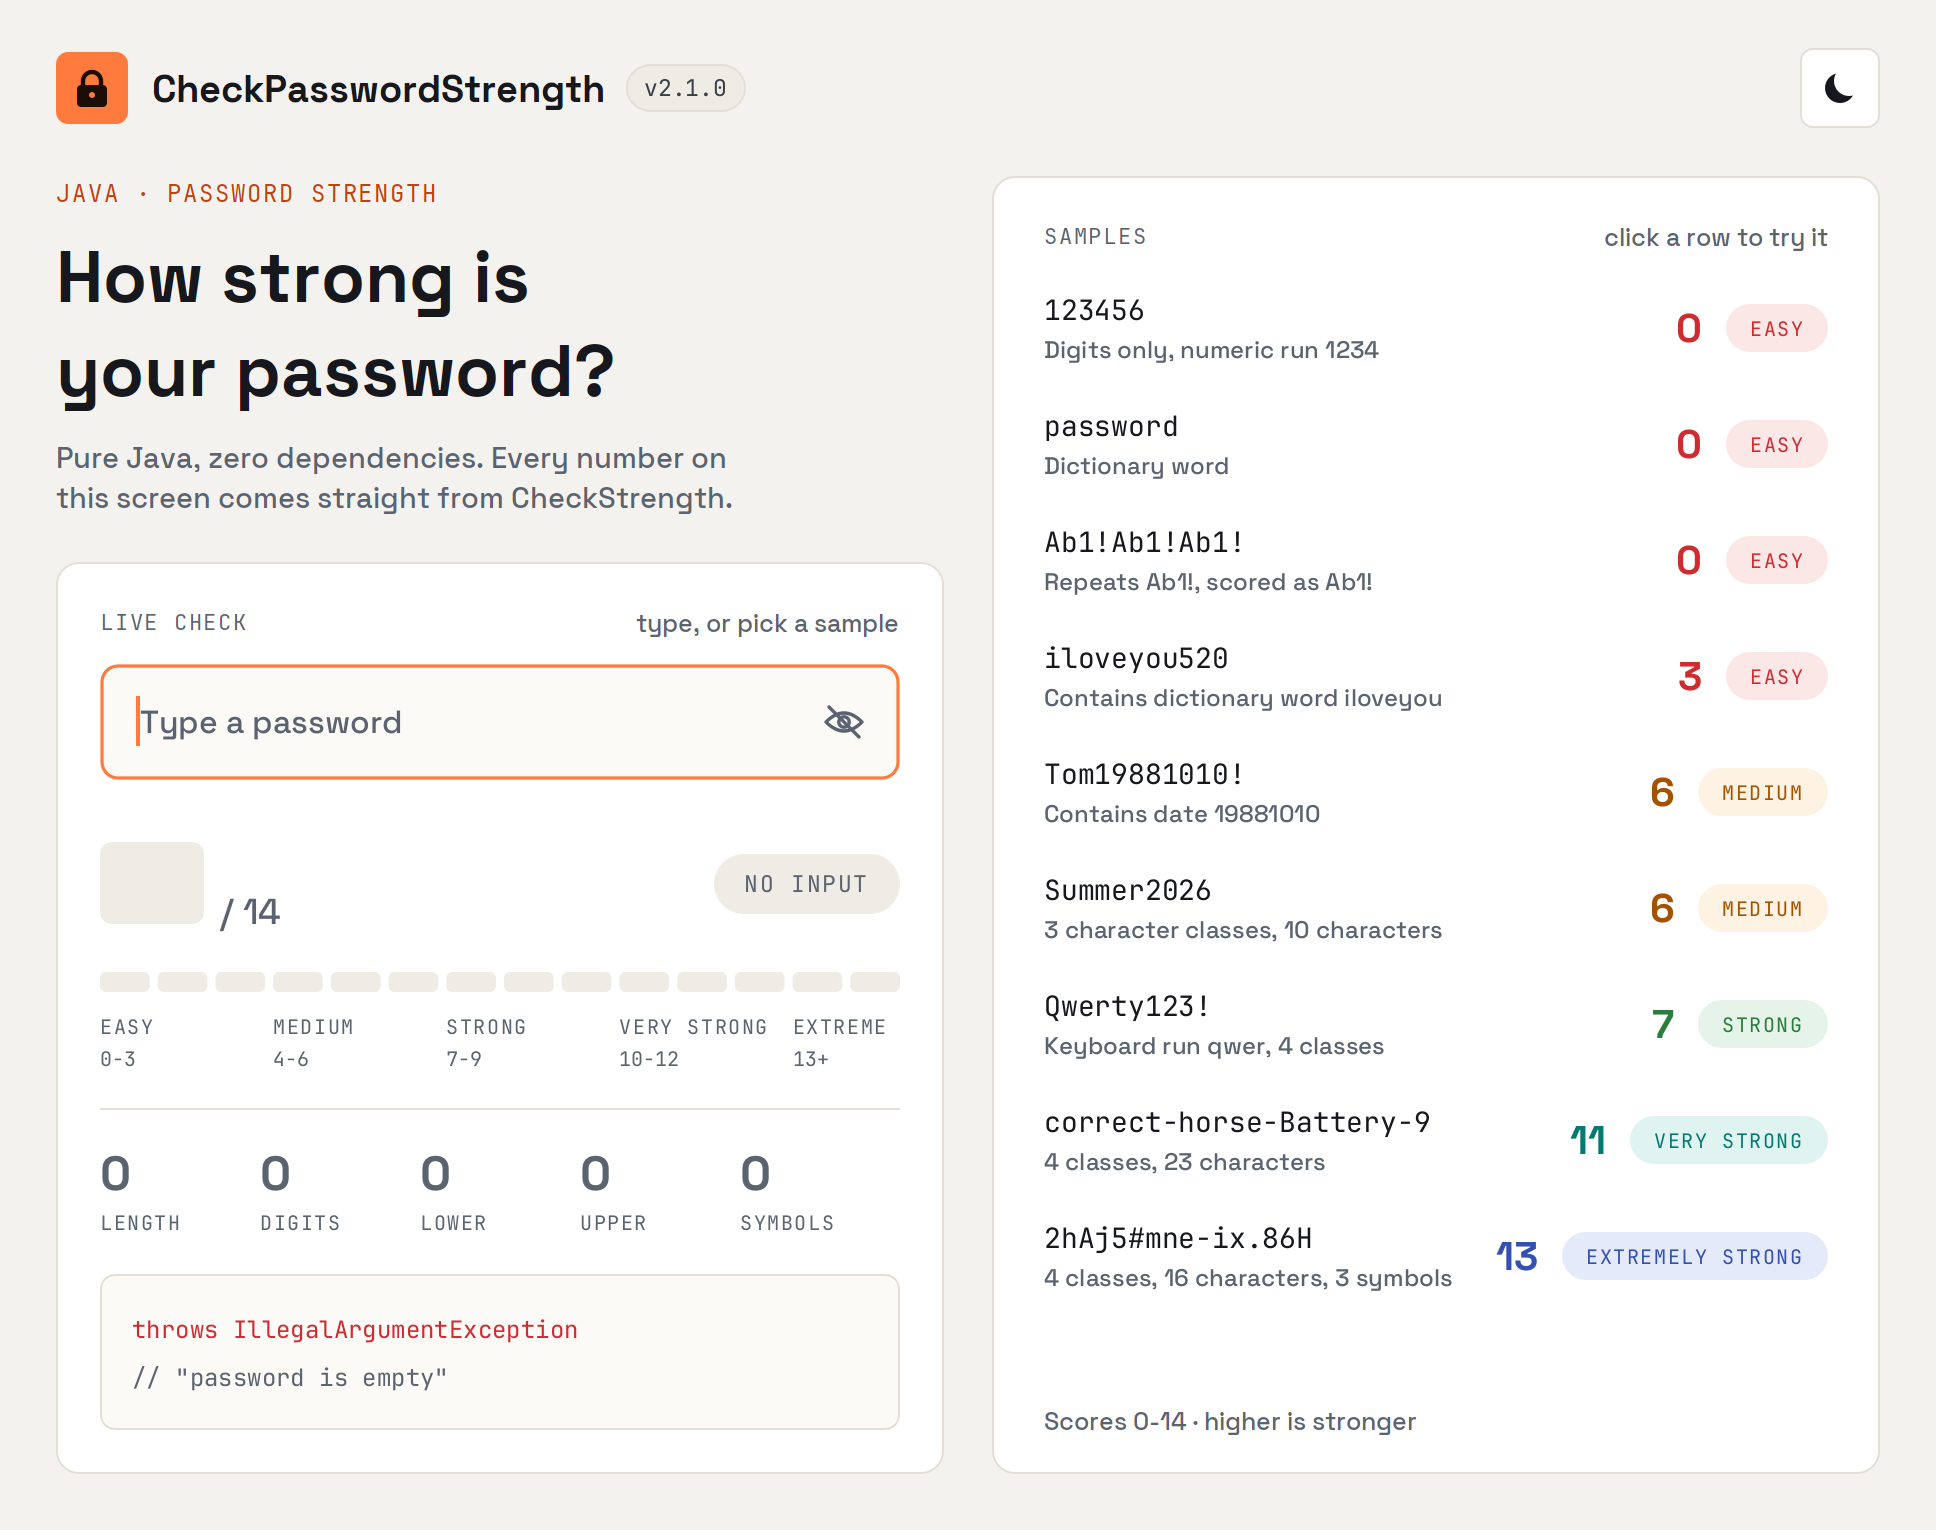 CheckPasswordStrength
v2.1.0
JAVA · PASSWORD STRENGTH
How strong is
your password?
Pure Java, zero dependencies. Every number on
this screen comes straight from CheckStrength.
LIVE CHECK
type, or pick a sample
Type a password
/ 14
NO INPUT
EASY MEDIUM STRONG VERY STRONG EXTREME
0-3 4-6 7-9 10-12 13+
0 0 0 0 0
LENGTH DIGITS LOWER UPPER SYMBOLS
throws IllegalArgumentException
// "password is empty"
SAMPLES
click a row to try it
123456
Digits only, numeric run 1234
0 EASY
password
Dictionary word
0 EASY
Ab1!Ab1!Ab1!
Repeats Ab1!, scored as Ab1!
0 EASY
iloveyou520
Contains dictionary word iloveyou
3 EASY
Tom19881010!
Contains date 19881010
6 MEDIUM
Summer2026
3 character classes, 10 characters
6 MEDIUM
Qwerty123!
Keyboard run qwer, 4 classes
7 STRONG
correct-horse-Battery-9
4 classes, 23 characters
11 VERY STRONG
2hAj5#mne-ix.86H
4 classes, 16 characters, 3 symbols
13 EXTREMELY STRONG
Scores 0-14 · higher is stronger